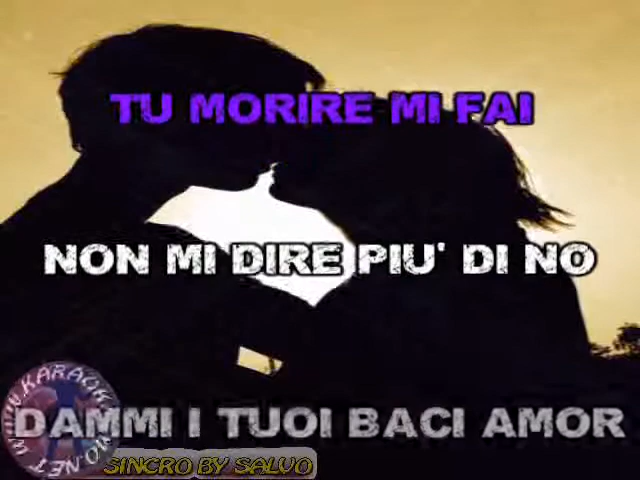 TU MORIRE MI FAI
NON MI DIRE PIU' DI NO
DAMMI I TUOI BACI AMOR
SINCRO BY SALVO